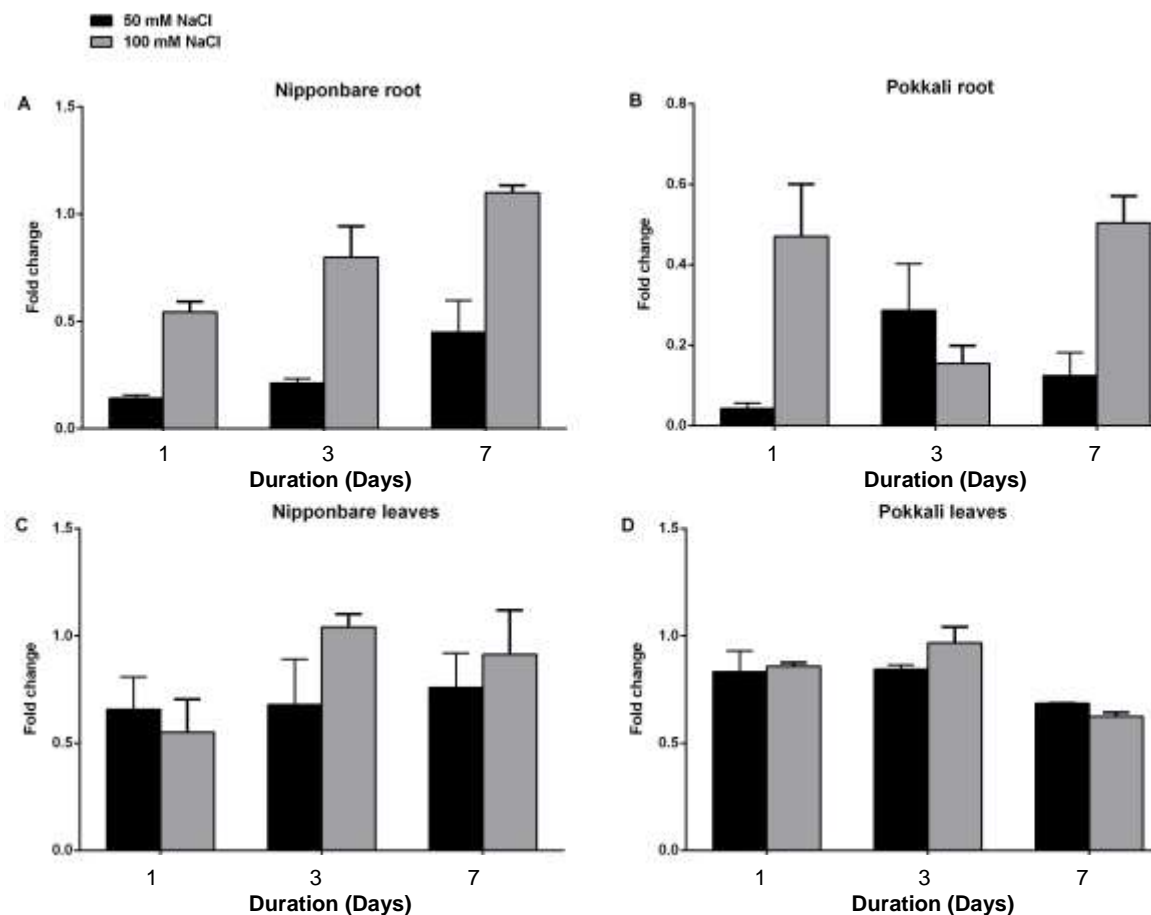 50 mM NaCl
100 mM NaCl
A
Nipponbare root
Fold change
1.5
1.0
0.5
0.0
1 3 7
Duration (Days)
B
Pokkali root
Fold change
0.8
0.6
0.4
0.2
0.0
1 3 7
Duration (Days)
C
Nipponbare leaves
Fold change
1.5
1.0
0.5
0.0
1 3 7
Duration (Days)
D
Pokkali leaves
Fold change
1.5
1.0
0.5
0.0
1 3 7
Duration (Days)